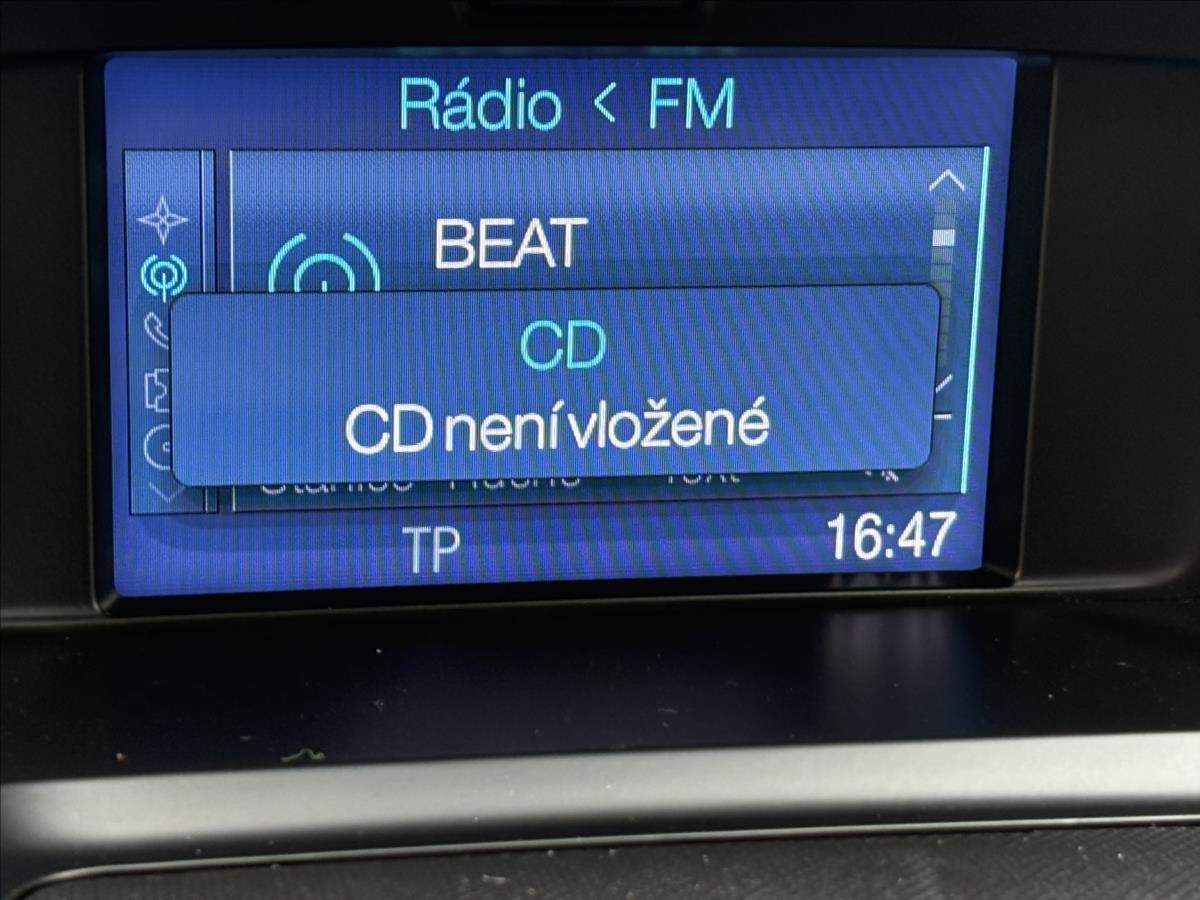 Rádio < FM
BEAT
CD
CD není vložené
TP
16:47